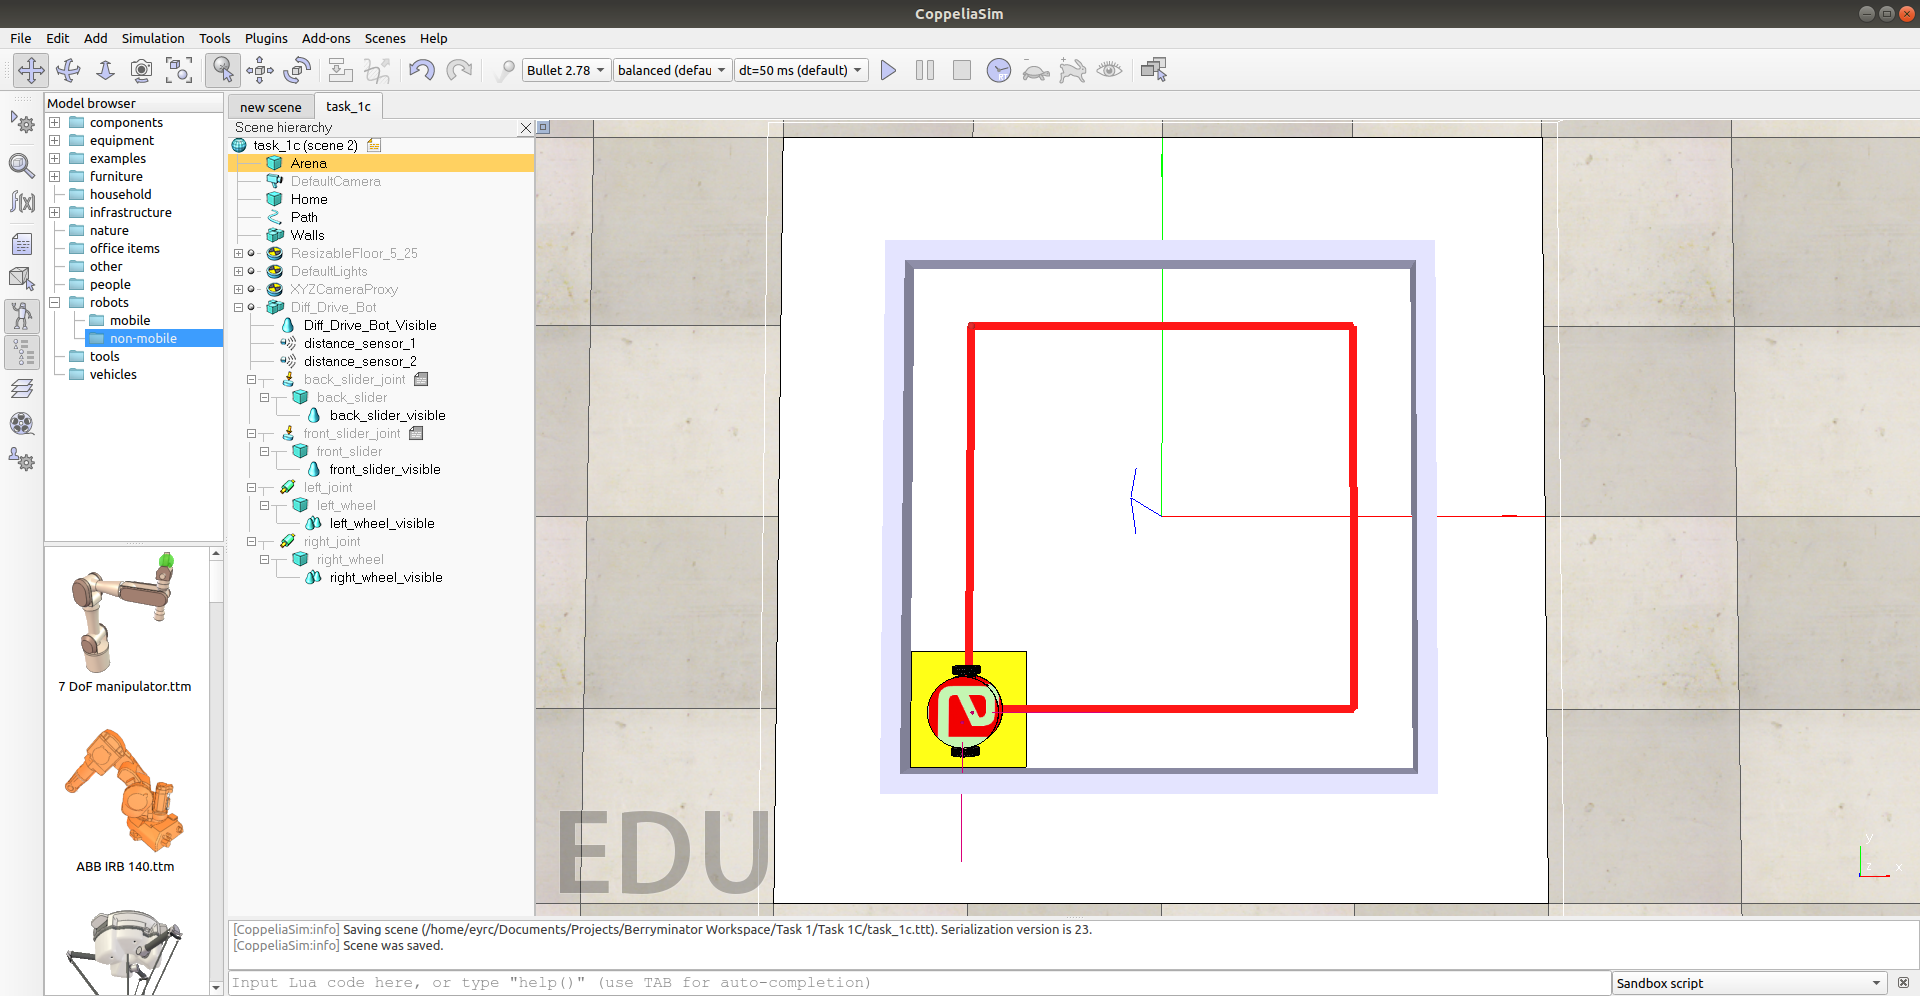 CoppeliaSim
File Edit Add Simulation Tools Plugins Add-ons Scenes Help
Bullet 2.78 balanced (defau dt=50 ms (default) RT
Model browser
components
equipment
examples
furniture
household
infrastructure
nature
office items
other
people
robots
mobile
non-mobile
tools
vehicles
7 DoF manipulator.ttm
ABB IRB 140.ttm
new scene task_1c
Scene hierarchy
task_1c (scene 2)
Arena
DefaultCamera
Home
Path
Walls
ResizableFloor_5_25
DefaultLights
XYZCameraProxy
Diff_Drive_Bot
Diff_Drive_Bot_Visible
distance_sensor_1
distance_sensor_2
back_slider_joint
back_slider
back_slider_visible
front_slider_joint
front_slider
front_slider_visible
left_joint
left_wheel
left_wheel_visible
right_joint
right_wheel
right_wheel_visible
EDU
y
z x
[CoppeliaSim:info] Saving scene (/home/eyrc/Documents/Projects/Berryminator Workspace/Task 1/Task 1C/task_1c.ttt). Serialization version is 23.
[CoppeliaSim:info] Scene was saved.
Input Lua code here, or type "help()" (use TAB for auto-completion)
Sandbox script